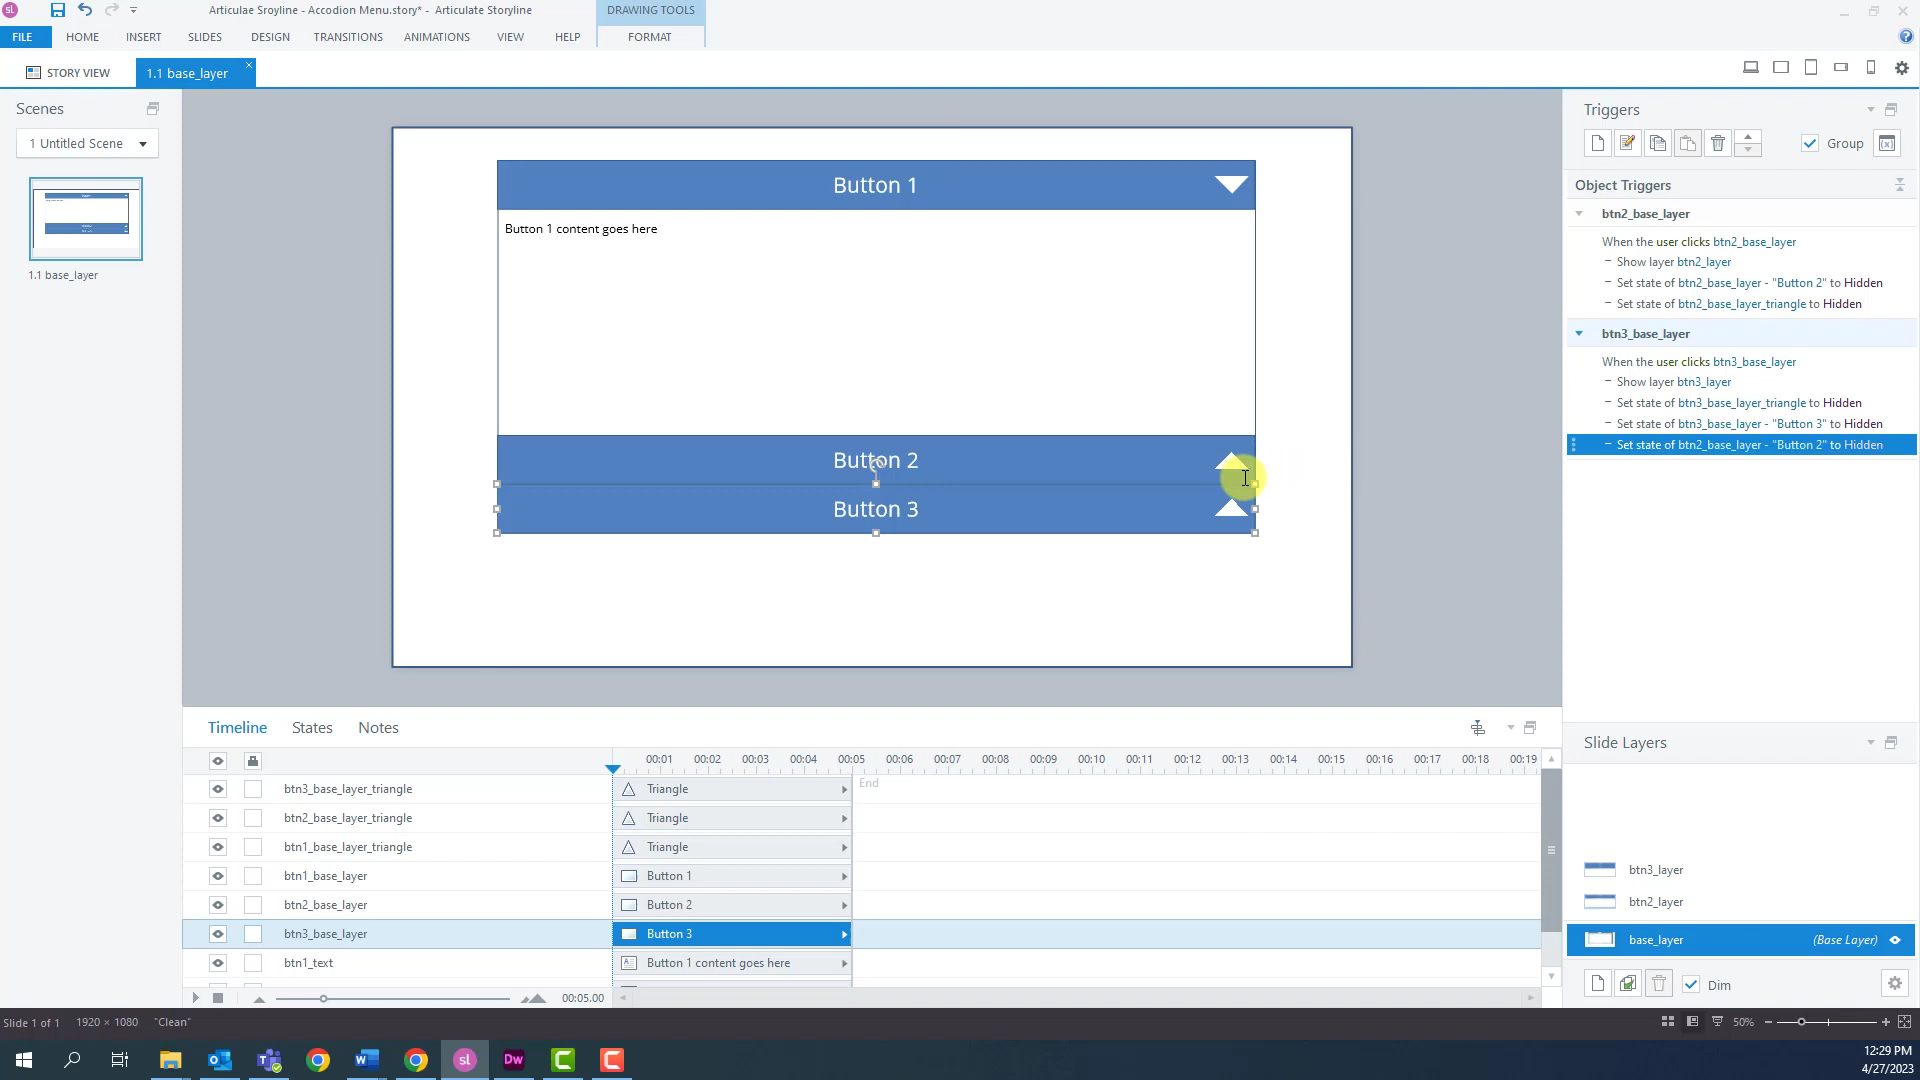 sl
Articulae Sroyline - Accodion Menu.story* - Articulate Storyline
DRAWING TOOLS
FILE HOME INSERT SLIDES DESIGN TRANSITIONS ANIMATIONS VIEW HELP FORMAT
STORY VIEW
1.1 base_layer
Scenes
1 Untitled Scene
1.1 base_layer
Button 1
Button 1 content goes here
Button 2
Button 3
Triggers
Group
Object Triggers
btn2_base_layer
When the user clicks btn2_base_layer
– Show layer btn2_layer
– Set state of btn2_base_layer - "Button 2" to Hidden
– Set state of btn2_base_layer_triangle to Hidden
btn3_base_layer
When the user clicks btn3_base_layer
– Show layer btn3_layer
– Set state of btn3_base_layer_triangle to Hidden
– Set state of btn3_base_layer - "Button 3" to Hidden
– Set state of btn2_base_layer - "Button 2" to Hidden
Timeline States Notes
00:01 00:02 00:03 00:04 00:05 00:06 00:07 00:08 00:09 00:10 00:11 00:12 00:13 00:14 00:15 00:16 00:17 00:18 00:19
End
btn3_base_layer_triangle Triangle
btn2_base_layer_triangle Triangle
btn1_base_layer_triangle Triangle
btn1_base_layer Button 1
btn2_base_layer Button 2
btn3_base_layer Button 3
btn1_text Button 1 content goes here
00:05.00
Slide Layers
btn3_layer
btn2_layer
base_layer (Base Layer)
Dim
Slide 1 of 1 1920 × 1080 "Clean"
50%
sl
Dw
12:29 PM
4/27/2023